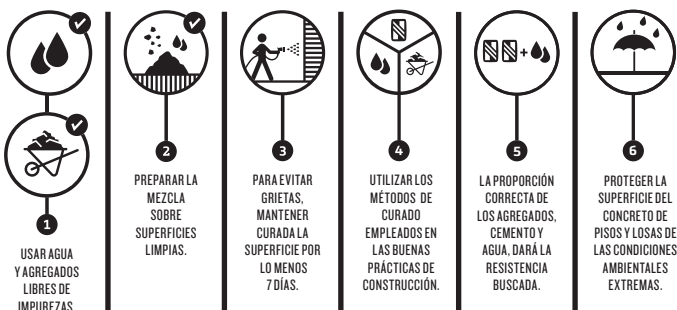 1
USAR AGUA
Y AGREGADOS
LIBRES DE
IMPUREZAS
2
PREPARAR LA
MEZCLA
SOBRE
SUPERFICIES
LIMPIAS.
3
PARA EVITAR
GRIETAS,
MANTENER
CURADA LA
SUPERFICIE POR
LO MENOS
7 DÍAS.
4
UTILIZAR LOS
MÉTODOS DE
CURADO
EMPLEADOS EN
LAS BUENAS
PRÁCTICAS DE
CONSTRUCCIÓN.
5
LA PROPORCIÓN
CORRECTA DE
LOS AGREGADOS,
CEMENTO Y
AGUA, DARÁ LA
RESISTENCIA
BUSCADA.
6
PROTEGER LA
SUPERFICIE DEL
CONCRETO DE
PISOS Y LOSAS DE
LAS CONDICIONES
AMBIENTALES
EXTREMAS.